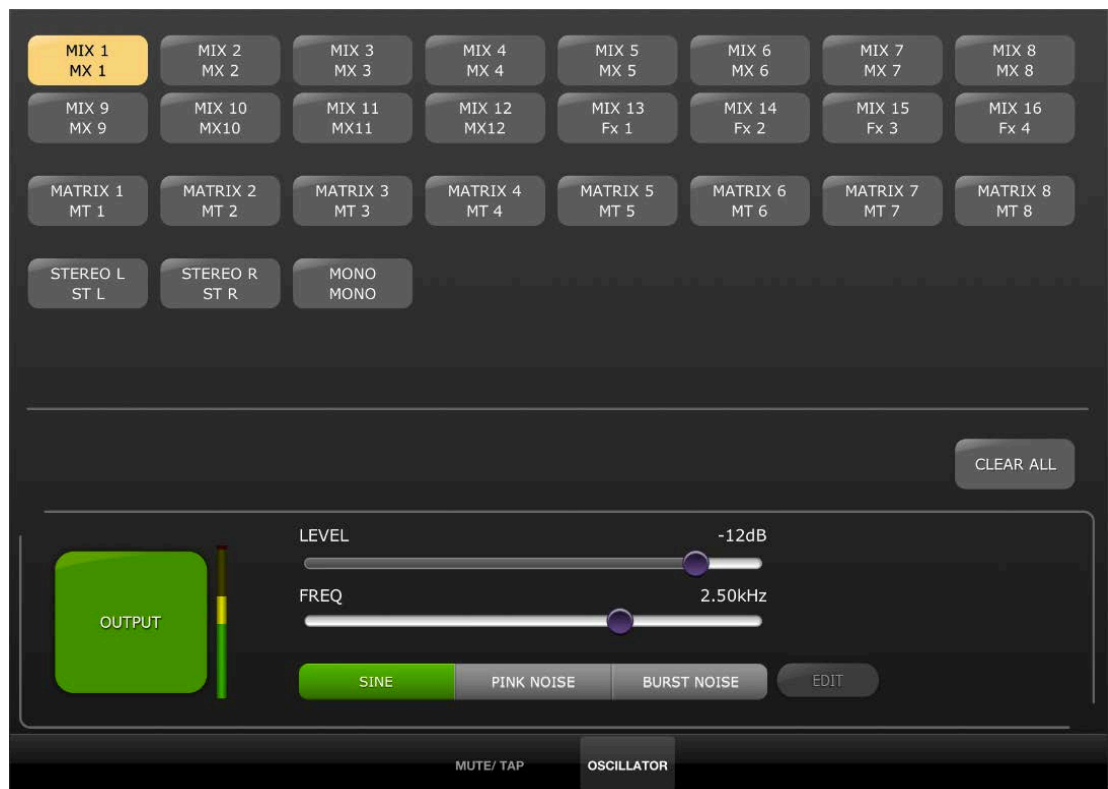 MIX 1 MIX 2 MIX 3 MIX 4 MIX 5 MIX 6 MIX 7 MIX 8
MX 1 MX 2 MX 3 MX 4 MX 5 MX 6 MX 7 MX 8
MIX 9 MIX 10 MIX 11 MIX 12 MIX 13 MIX 14 MIX 15 MIX 16
MX 9 MX10 MX11 MX12 Fx 1 Fx 2 Fx 3 Fx 4
MATRIX 1 MATRIX 2 MATRIX 3 MATRIX 4 MATRIX 5 MATRIX 6 MATRIX 7 MATRIX 8
MT 1 MT 2 MT 3 MT 4 MT 5 MT 6 MT 7 MT 8
STEREO L STEREO R MONO
ST L ST R MONO
CLEAR ALL
LEVEL -12dB
FREQ 2.50kHz
OUTPUT
SINE PINK NOISE BURST NOISE EDIT
MUTE/ TAP OSCILLATOR